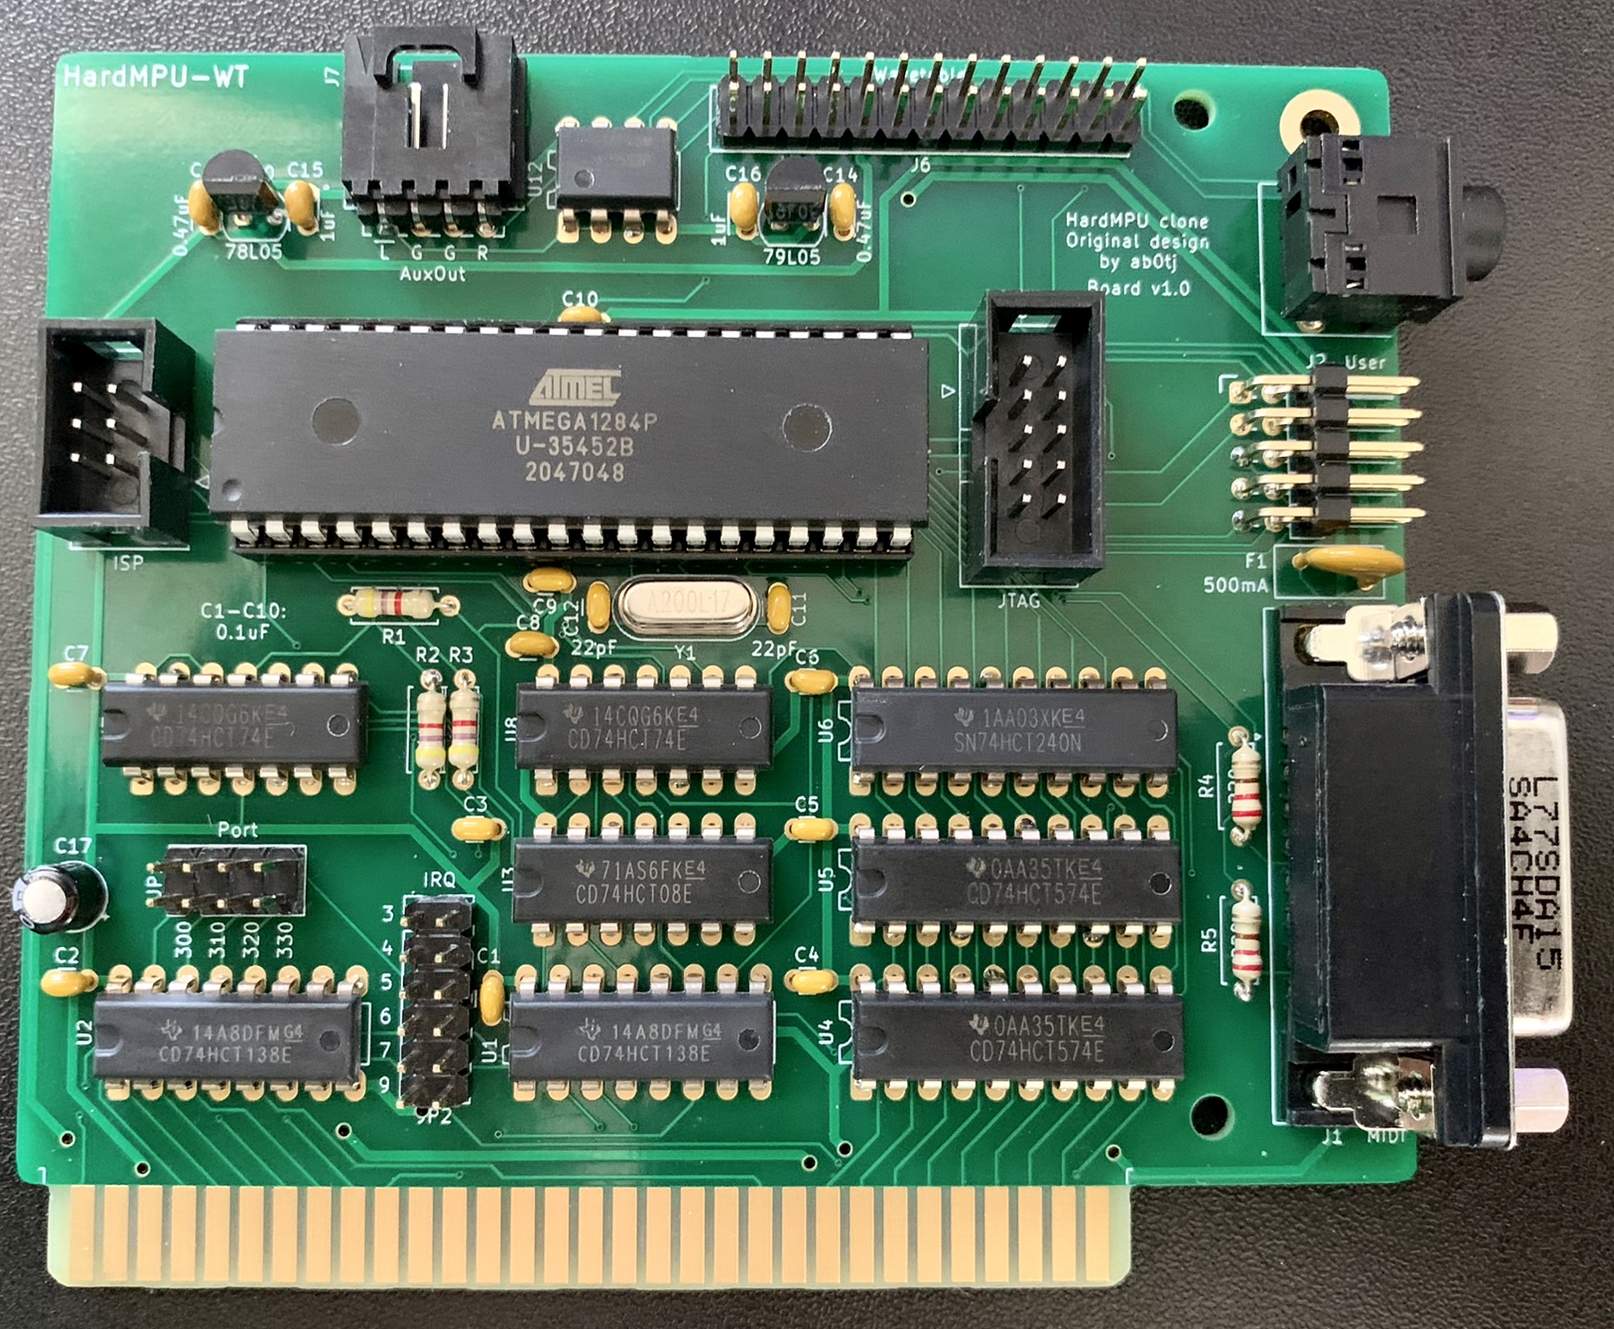 HardMPU-WT
J7
C15
0.47uF
1uF
78L05
L G G R
AuxOut
U12
C16
C14
1uF
0.47uF
79L05
J6
HardMPU clone
Original design
by ab0tj
Board v1.0
C10
ATMEL
ATMEGA1284P
U-35452B
2047048
ISP
JTAG
J2 User
F1
500mA
C1-C10:
0.1uF
R1
C9
C12
C8
22pF
A200L17
Y1
22pF
C11
C7
R2 R3
C6
14CQG6KE4
CD74HCT74E
U8
14CQG6KE4
CD74HCT74E
U6
1AA03XKE4
SN74HCT240N
R4
Port
C17
JP1
300
310
320
330
IRQ
3
4
5
6
7
9
JP2
C3
U3
71AS6FKE4
CD74HCT08E
C5
U5
0AA35TKE4
CD74HCT574E
R5
C2
U2
14A8DFMG4
CD74HCT138E
C1
U1
14A8DFMG4
CD74HCT138E
C4
U4
0AA35TKE4
CD74HCT574E
L77SDA15
SA4CH4F
J1 MIDI